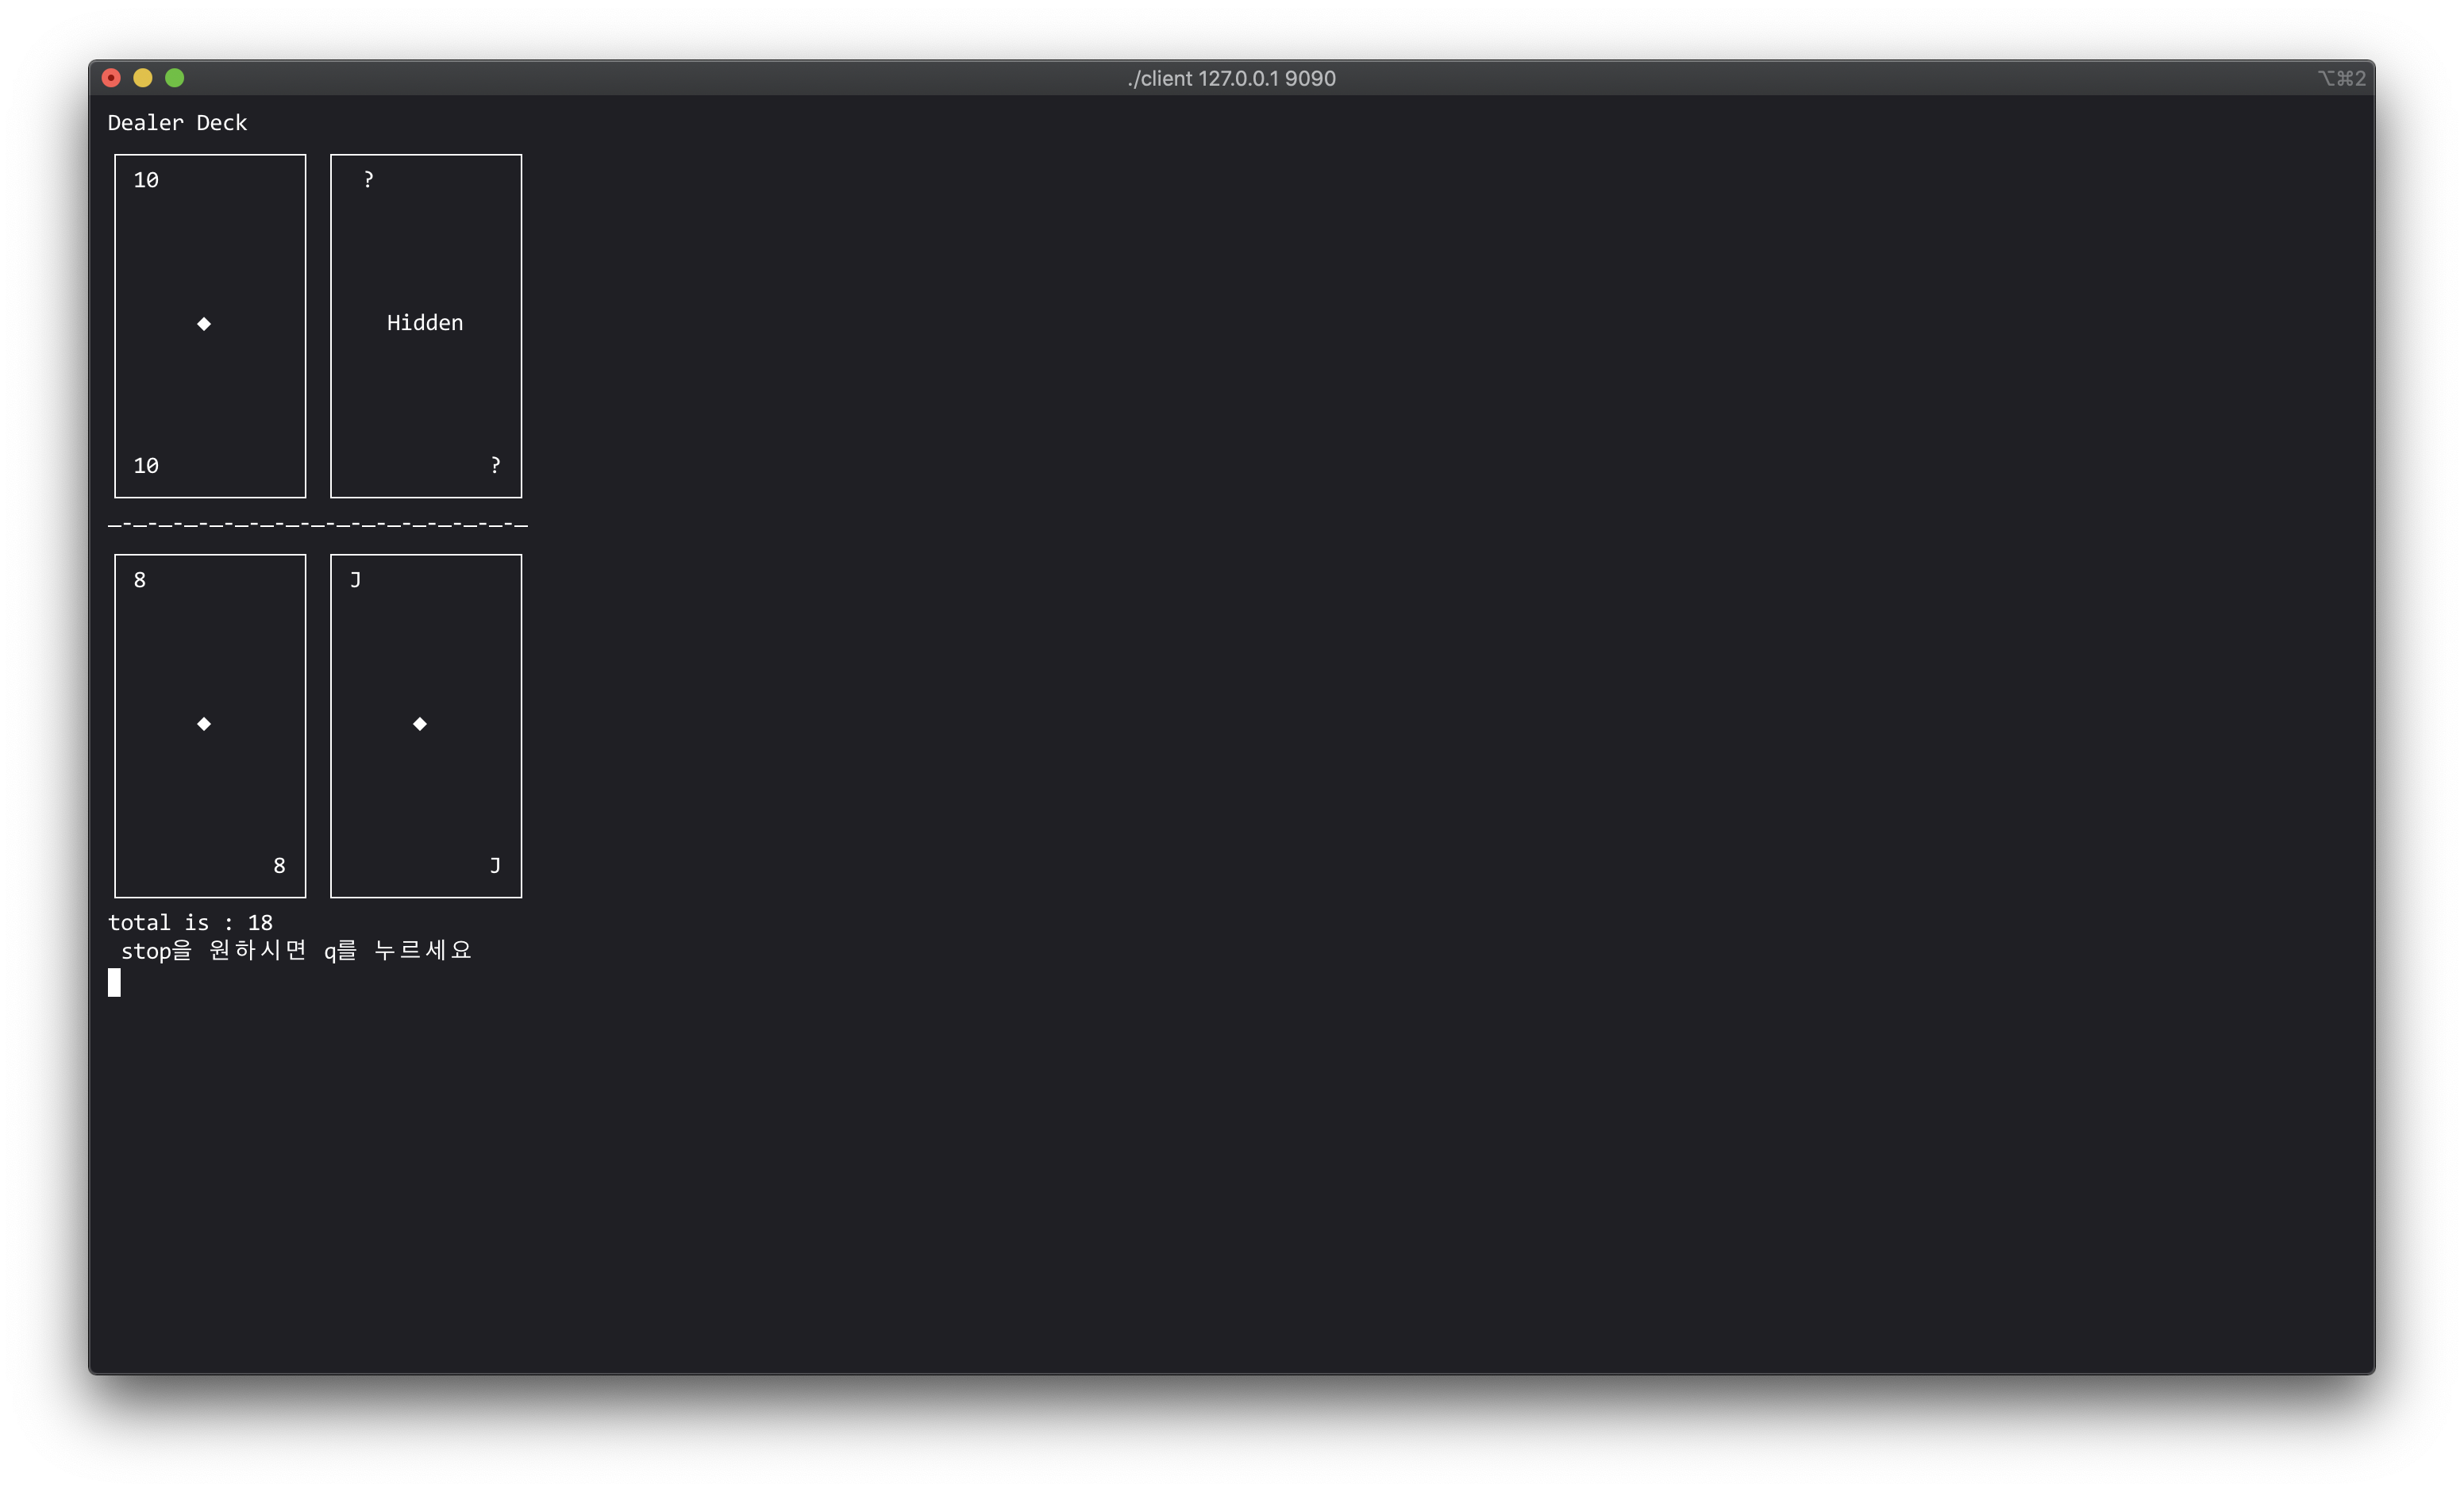 ./client 127.0.0.1 9090
⌥⌘2
Dealer Deck
10 ?
◆ Hidden
10 ?
_-_-_-_-_-_-_-_-_-_-_-_-_-_-_-_-_
8 J
◆ ◆
8 J
total is : 18
stop을 원하시면 q를 누르세요